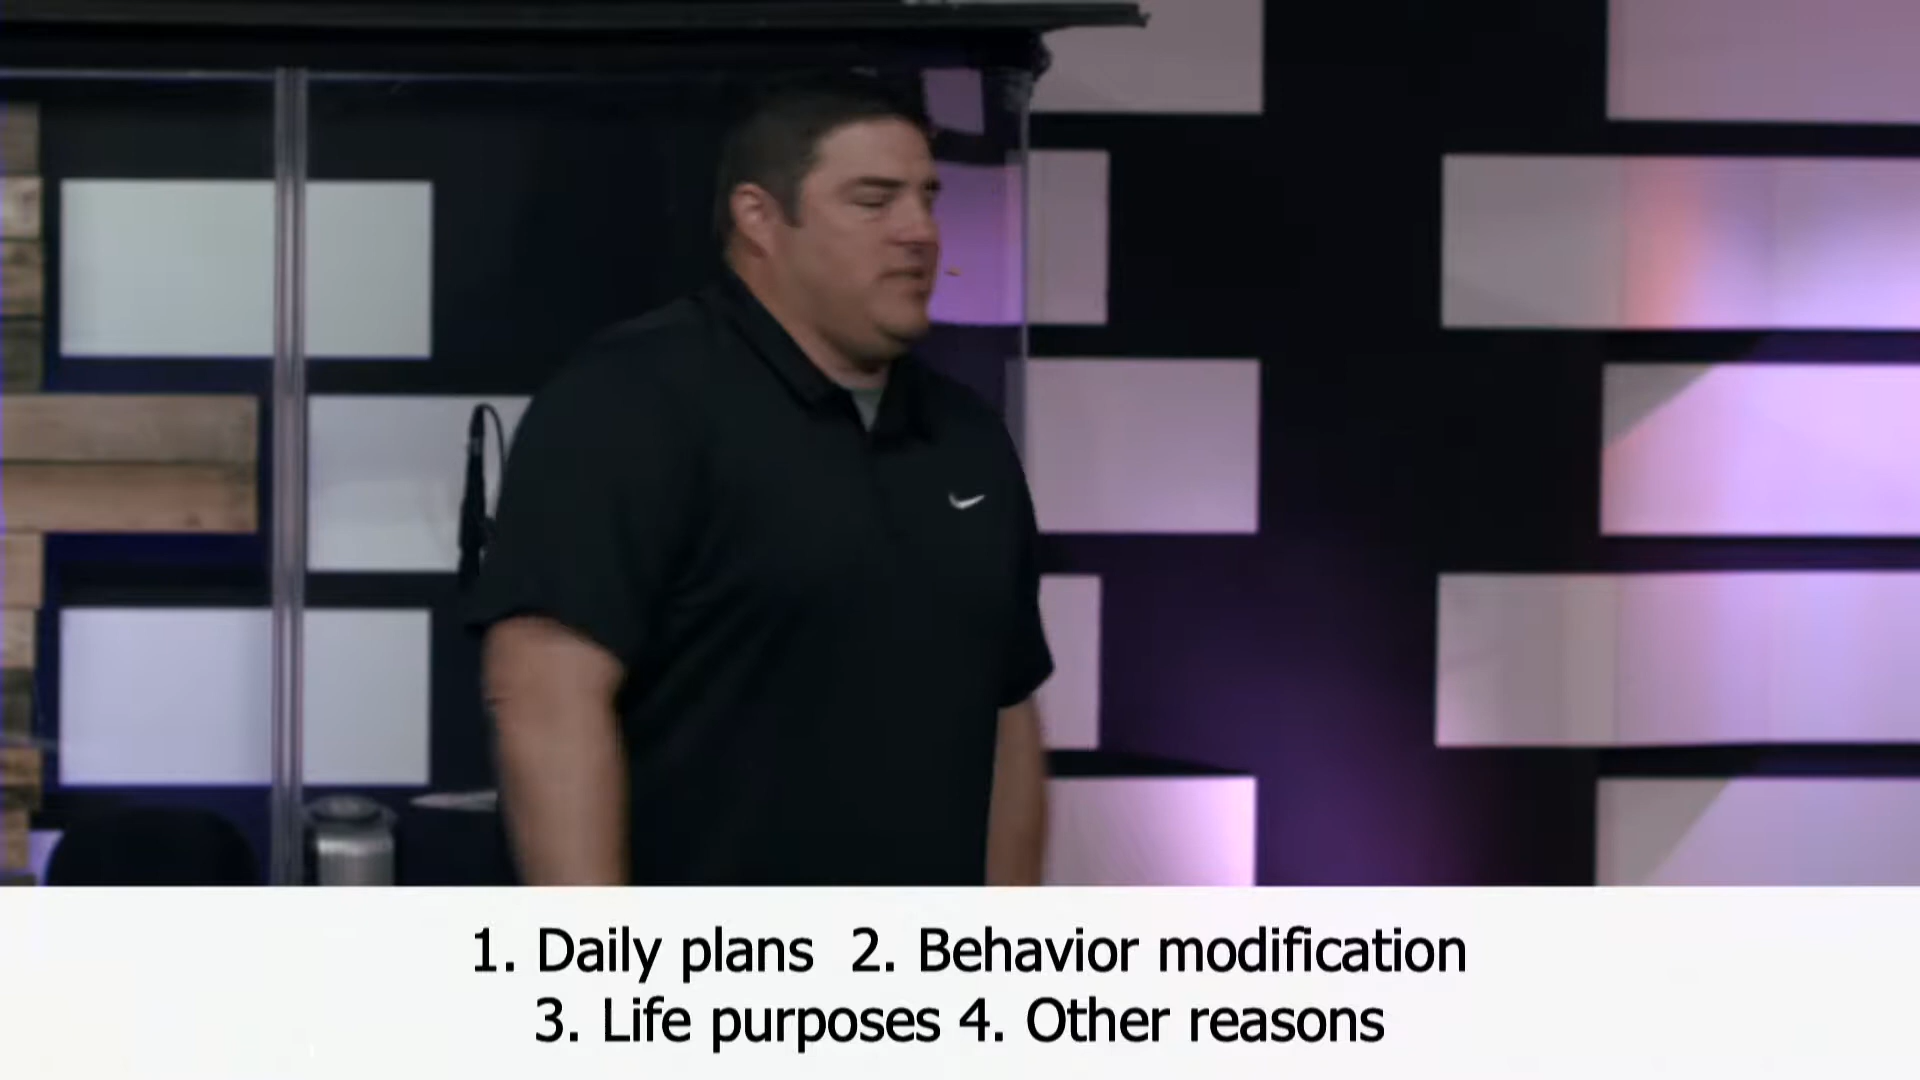 1. Daily plans  2. Behavior modification
3. Life purposes 4. Other reasons